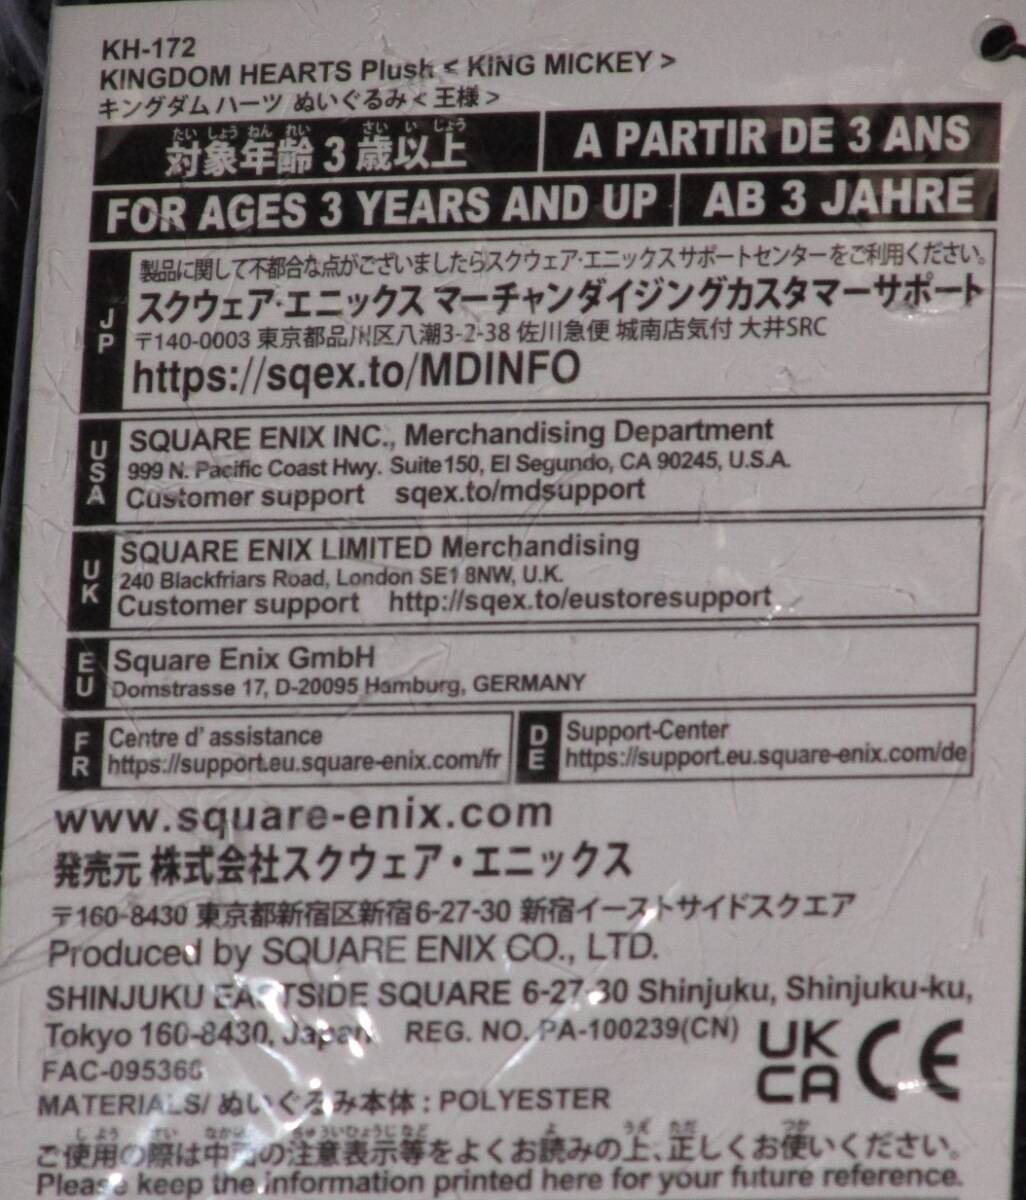 KH-172
KINGDOM HEARTS Plush < KING MICKEY >
キングダム ハーツ ぬいぐるみ < 王様 >
たい しょう ねん れい さい い じょう
対象年齢 3 歳以上
A PARTIR DE 3 ANS
FOR AGES 3 YEARS AND UP
AB 3 JAHRE
JP
製品に関して不都合な点がございましたらスクウェア·エニックス サポートセンターをご利用ください。
スクウェア·エニックス マーチャンダイジングカスタマーサポート
〒140-0003 東京都品川区八潮3-2-38 佐川急便 城南店気付 大井SRC
https://sqex.to/MDINFO
USA
SQUARE ENIX INC., Merchandising Department
999 N. Pacific Coast Hwy. Suite150, El Segundo, CA 90245, U.S.A.
Customer support sqex.to/mdsupport
UK
SQUARE ENIX LIMITED Merchandising
240 Blackfriars Road, London SE1 8NW, U.K.
Customer support http://sqex.to/eustoresupport
EU
Square Enix GmbH
Domstrasse 17, D-20095 Hamburg, GERMANY
FR
Centre d' assistance
https://support.eu.square-enix.com/fr
DE
Support-Center
https://support.eu.square-enix.com/de
www.square-enix.com
発売元 株式会社スクウェア・エニックス
〒160-8430 東京都新宿区新宿6-27-30 新宿イーストサイドスクエア
Produced by SQUARE ENIX CO., LTD.
SHINJUKU EASTSIDE SQUARE 6-27-30 Shinjuku, Shinjuku-ku,
Tokyo 160-8430, Japan REG. NO. PA-100239(CN)
UK CA CE
MATERIALS/ ぬいぐるみ本体 : POLYESTER
ご使用の際は中面の注意表示等をよくお読みの上、正しくお使いください。
Please keep the information printed here for your future reference.